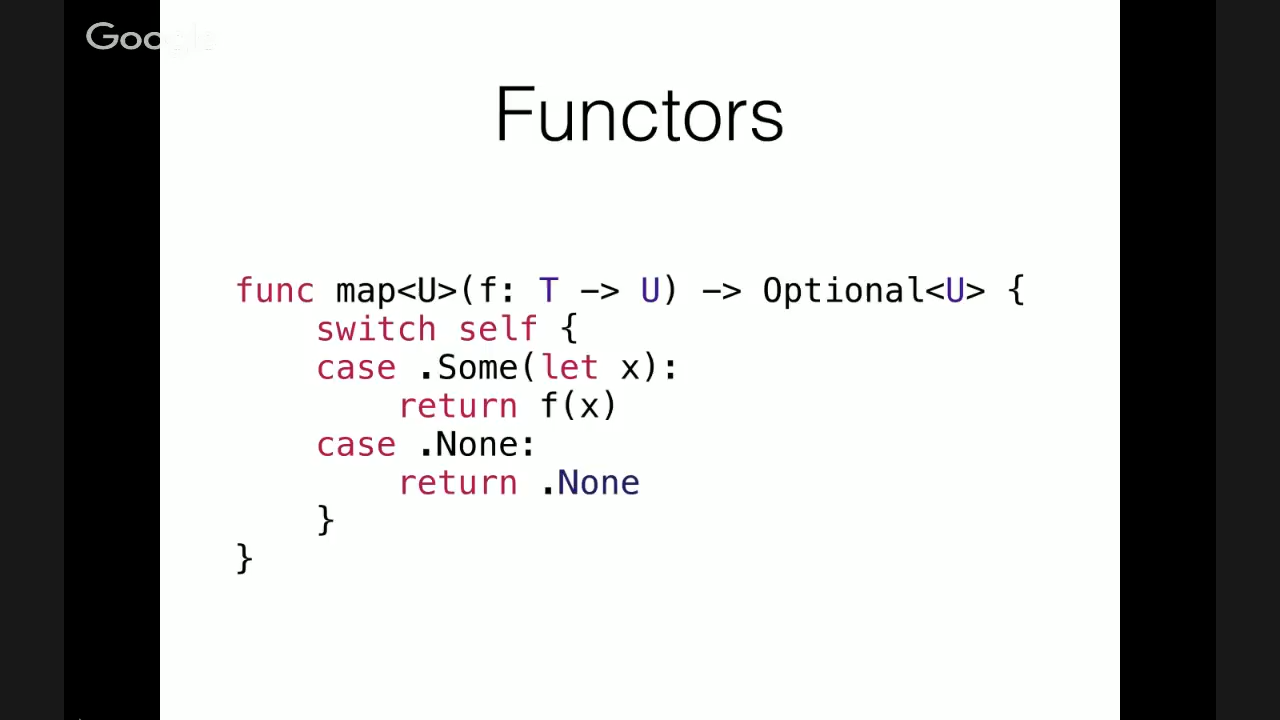 Google
Functors
func map<U>(f: T -> U) -> Optional<U> {
switch self {
case .Some(let x):
return f(x)
case .None:
return .None
}
}